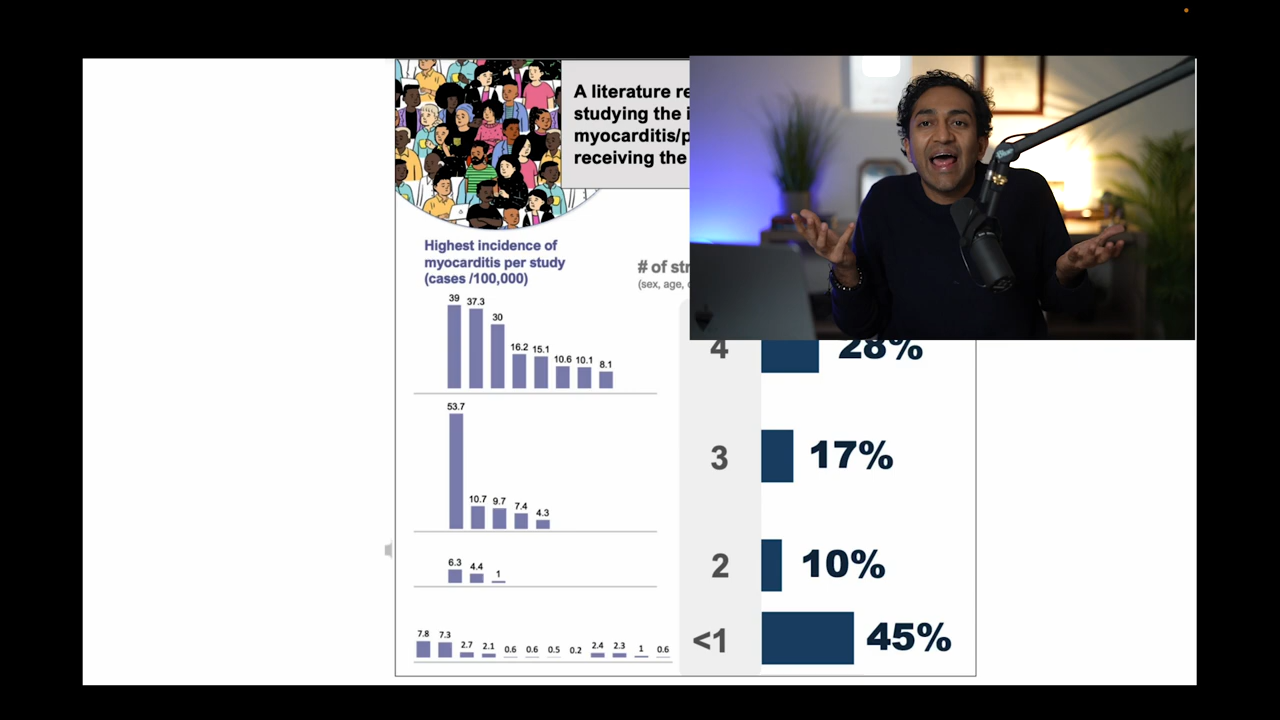 A literature re
studying the i
myocarditis/p
receiving the
Highest incidence of
myocarditis per study
(cases /100,000)
# of str
(sex, age,
39 37.3 30 16.2 15.1 10.6 10.1 8.1
4 28%
53.7 10.7 9.7 7.4 4.3
3 17%
6.3 4.4 1
2 10%
7.8 7.3 2.7 2.1 0.6 0.6 0.5 0.2 2.4 2.3 1 0.6
<1 45%